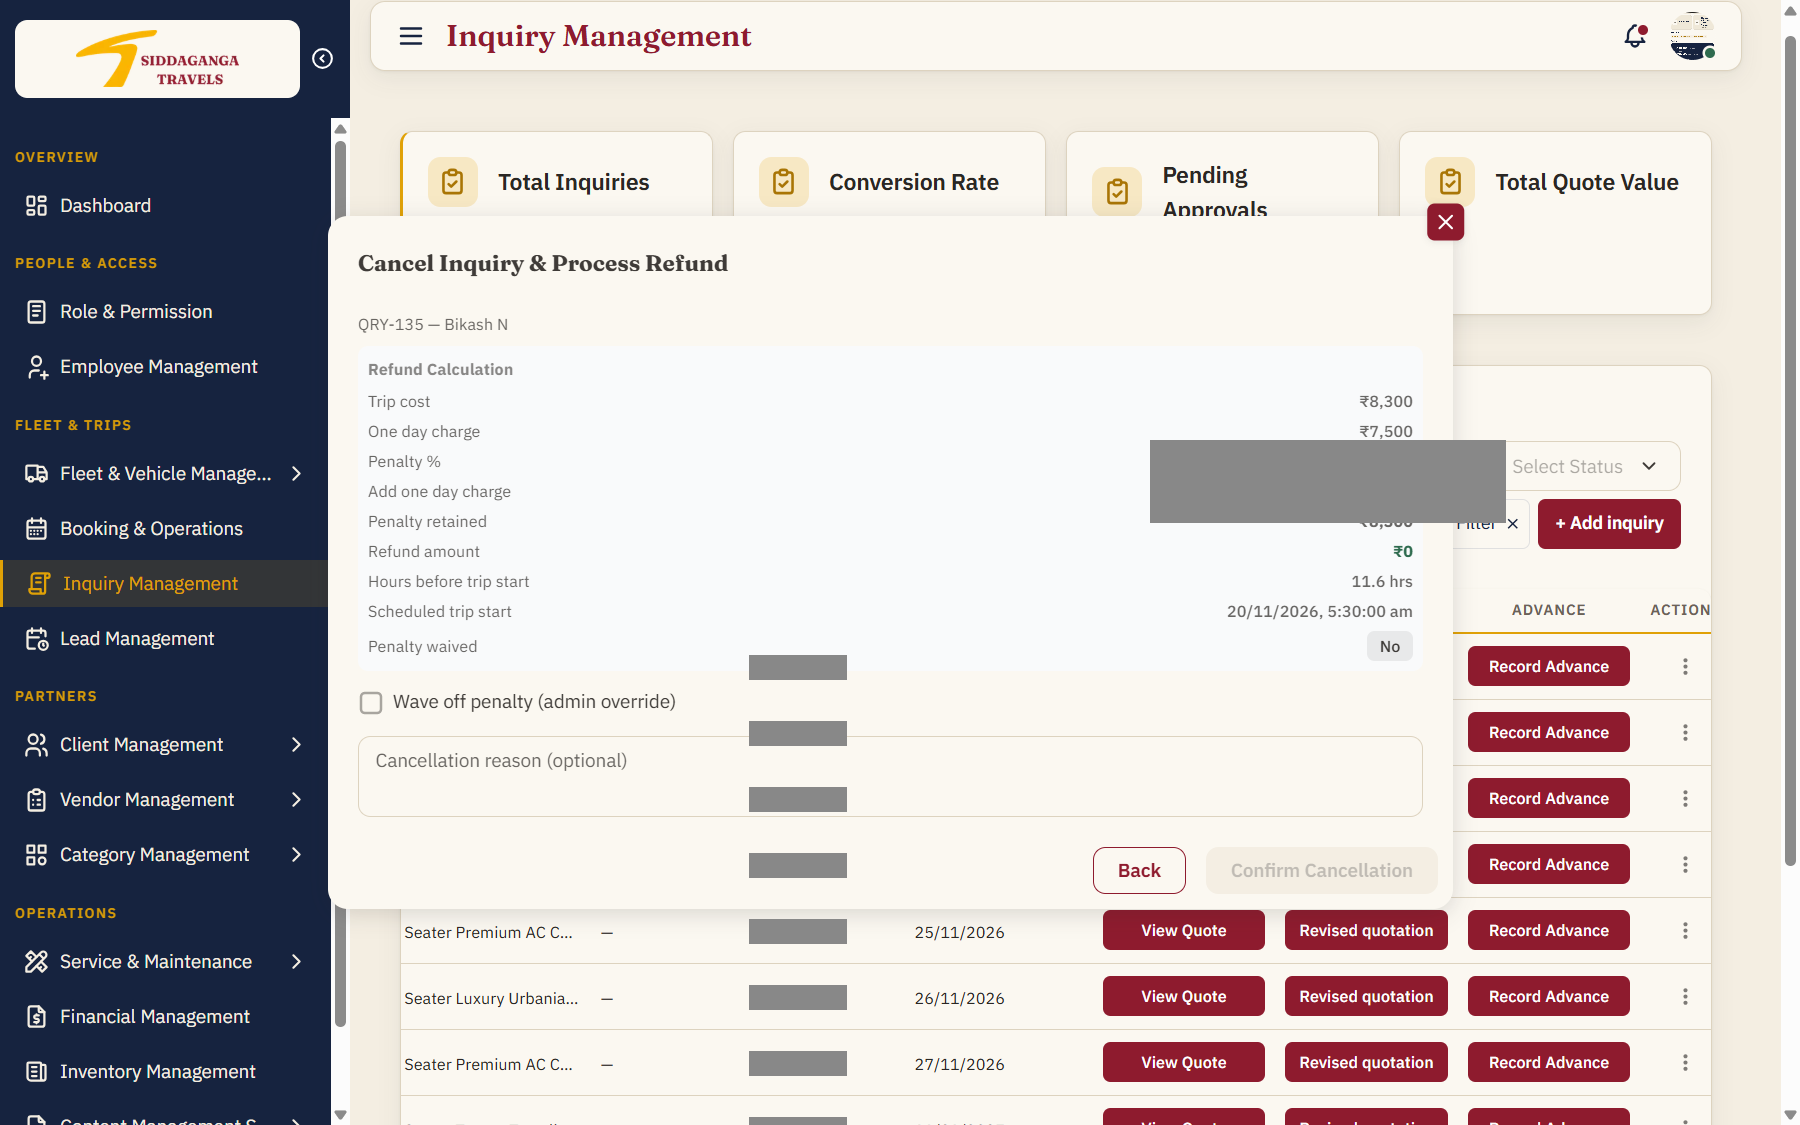 SIDDAGANGA
TRAVELS
OVERVIEW
Dashboard
PEOPLE & ACCESS
Role & Permission
Employee Management
FLEET & TRIPS
Fleet & Vehicle Manage...
Booking & Operations
Inquiry Management
Lead Management
PARTNERS
Client Management
Vendor Management
Category Management
OPERATIONS
Service & Maintenance
Financial Management
Inventory Management
Inquiry Management
Total Inquiries
Conversion Rate
Pending
Approvals
Total Quote Value
Cancel Inquiry & Process Refund
QRY-135 — Bikash N
Refund Calculation
Trip cost ₹8,300
One day charge ₹7,500
Penalty %
Add one day charge
Penalty retained
Refund amount ₹0
Hours before trip start 11.6 hrs
Scheduled trip start 20/11/2026, 5:30:00 am
Penalty waived No
Wave off penalty (admin override)
Cancellation reason (optional)
Back Confirm Cancellation
Select Status
Filter + Add inquiry
ADVANCE ACTION
Record Advance
Record Advance
Record Advance
Record Advance
Seater Premium AC C... — 25/11/2026 View Quote Revised quotation Record Advance
Seater Luxury Urbania... — 26/11/2026 View Quote Revised quotation Record Advance
Seater Premium AC C... — 27/11/2026 View Quote Revised quotation Record Advance